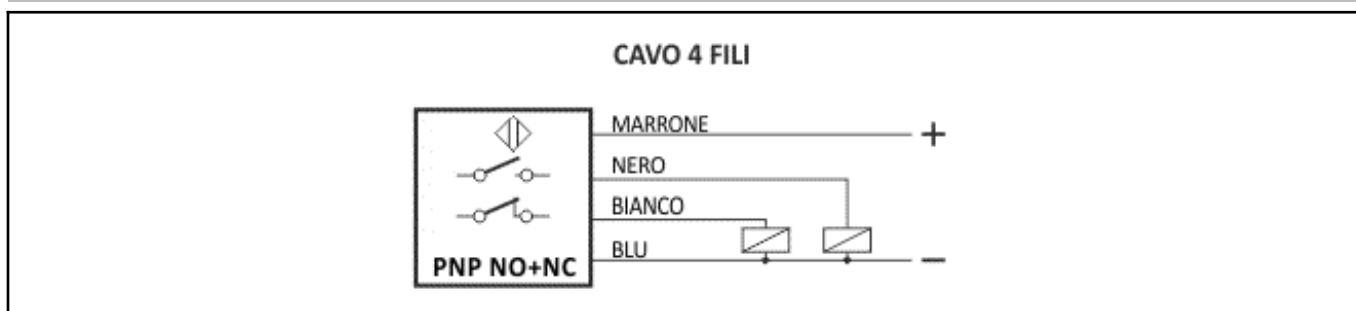 CAVO 4 FILI
MARRONE
+
NERO
BIANCO
BLU
−
PNP NO+NC